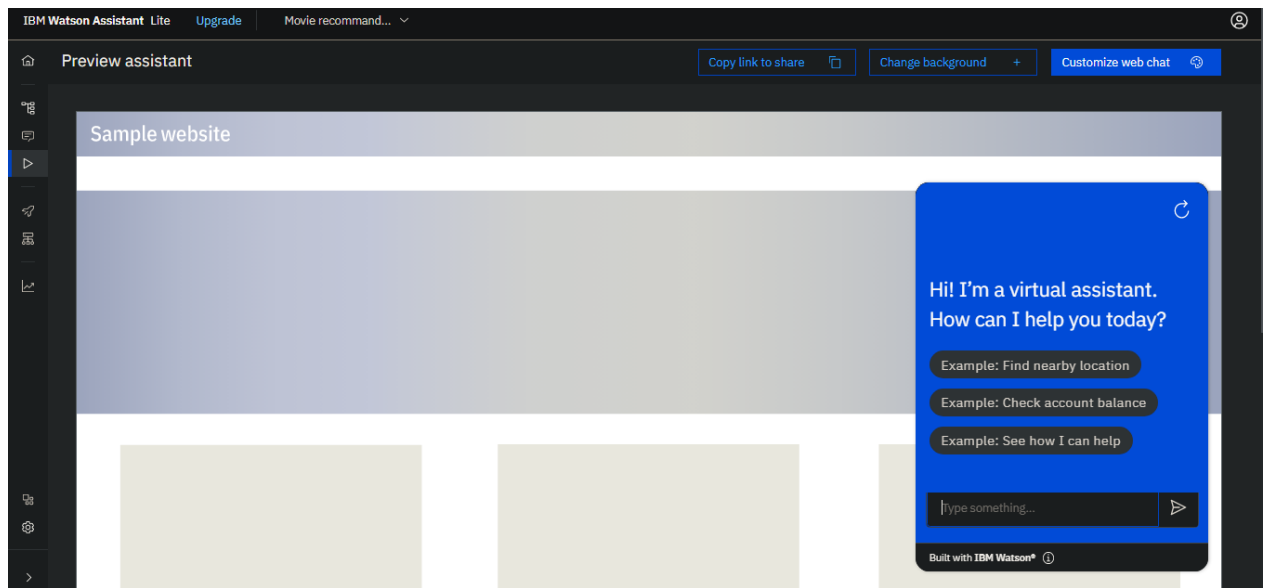 IBM Watson Assistant Lite Upgrade Movie recommand...
Preview assistant Copy link to share Change background + Customize web chat
Sample website
Hi! I'm a virtual assistant.
How can I help you today?
Example: Find nearby location
Example: Check account balance
Example: See how I can help
Type something...
Built with IBM Watson®